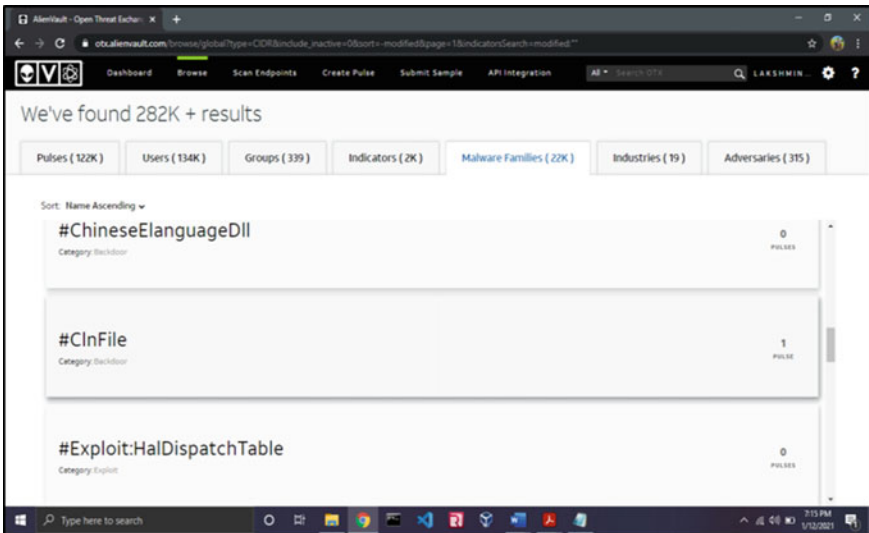 AlienVault - Open Threat Exchan
otx.alienvault.com/browse/global?type=CIDR&include_inactive=0&sort=-modified&page=1&indicatorsSearch=modified:""
Dashboard Browse Scan Endpoints Create Pulse Submit Sample API Integration All Search OTX LAKSHMIN... ?
We've found 282K + results
Pulses ( 122K ) Users ( 134K ) Groups ( 339 ) Indicators ( 2K ) Malware Families ( 22K ) Industries ( 19 ) Adversaries ( 315 )
Sort: Name Ascending
#ChineseElanguageDll
0
Category: Backdoor
PULSES
#ClnFile
1
Category: Backdoor
PULSE
#Exploit:HalDispatchTable
0
Category: Exploit
PULSES
Type here to search
7:15 PM
1/12/2021